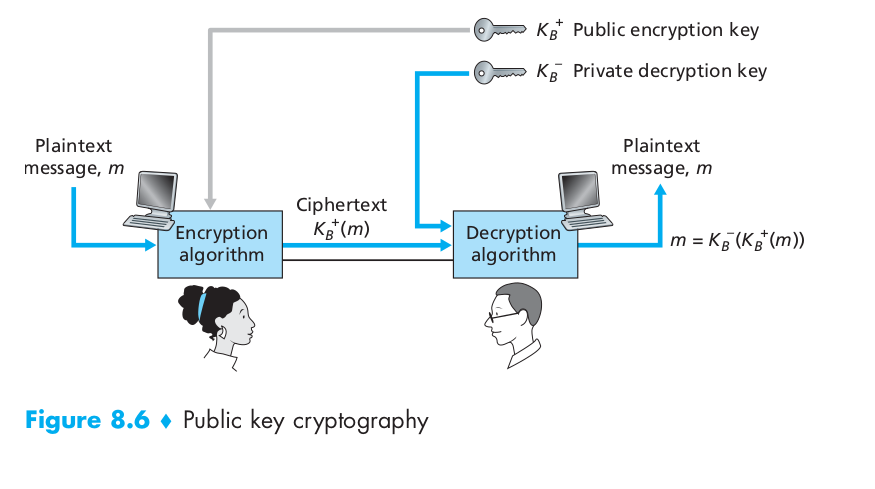 K_B^+ Public encryption key
K_B^- Private decryption key
Plaintext
message, m
Plaintext
message, m
Ciphertext
K_B^+(m)
Encryption
algorithm
Decryption
algorithm
m = K_B^-(K_B^+(m))
Figure 8.6 ♦ Public key cryptography